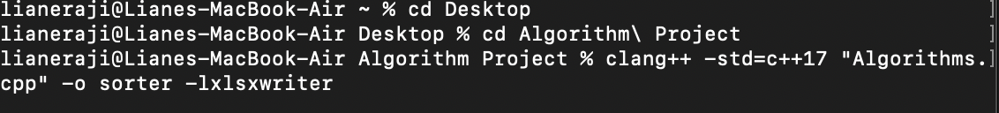 lianeraji@Lianes-MacBook-Air ~ % cd Desktop
lianeraji@Lianes-MacBook-Air Desktop % cd Algorithm\ Project
lianeraji@Lianes-MacBook-Air Algorithm Project % clang++ -std=c++17 "Algorithms.
cpp" -o sorter -lxlsxwriter